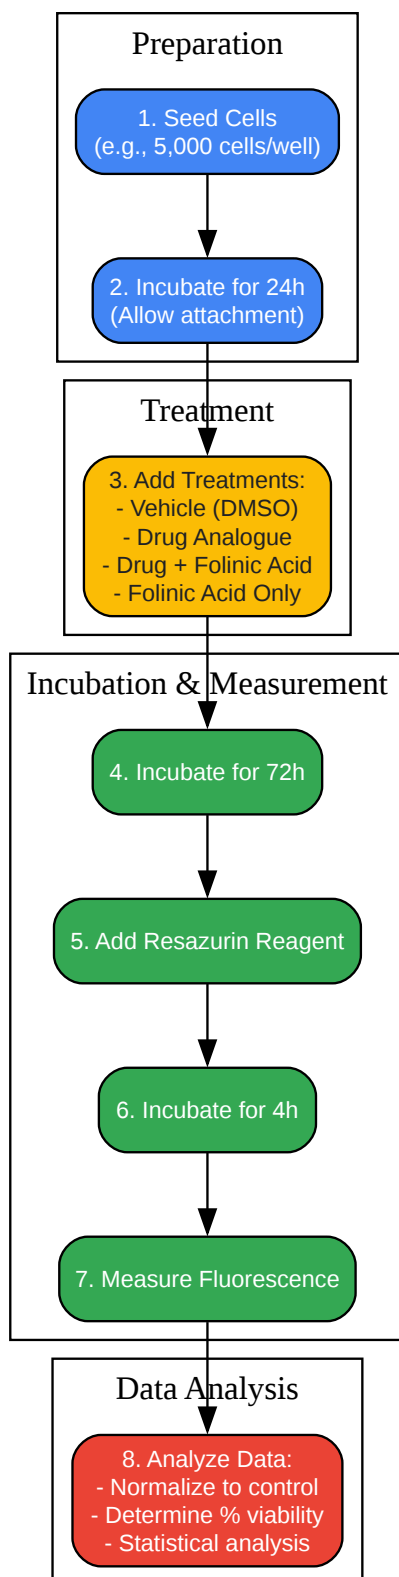 Preparation
1. Seed Cells
(e.g., 5,000 cells/well)
2. Incubate for 24h
(Allow attachment)
Treatment
3. Add Treatments:
- Vehicle (DMSO)
- Drug Analogue
- Drug + Folinic Acid
- Folinic Acid Only
Incubation & Measurement
4. Incubate for 72h
5. Add Resazurin Reagent
6. Incubate for 4h
7. Measure Fluorescence
Data Analysis
8. Analyze Data:
- Normalize to control
- Determine % viability
- Statistical analysis